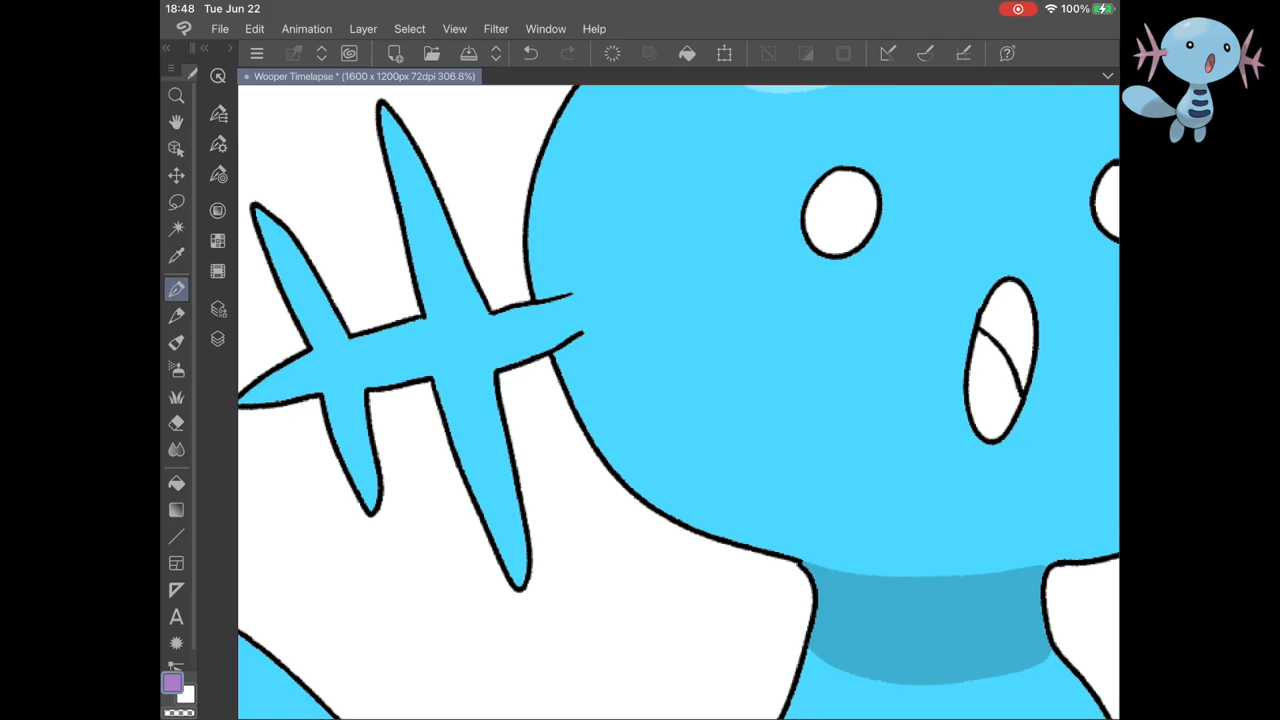 18:48 Tue Jun 22 100%
File Edit Animation Layer Select View Filter Window Help
Wooper Timelapse * (1600 x 1200px 72dpi 306.8%)